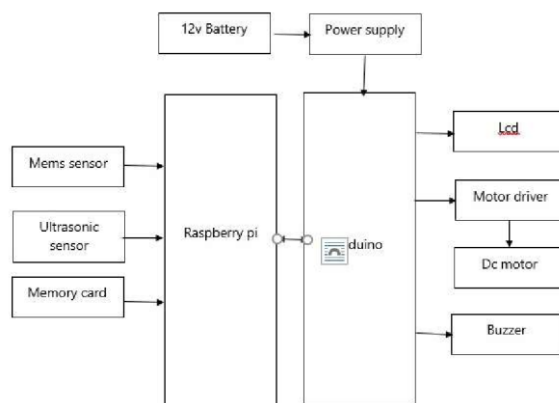 12v Battery
Power supply
Lcd
Mems sensor
Motor driver
Ultrasonic
sensor
Raspberry pi
duino
Dc motor
Memory card
Buzzer